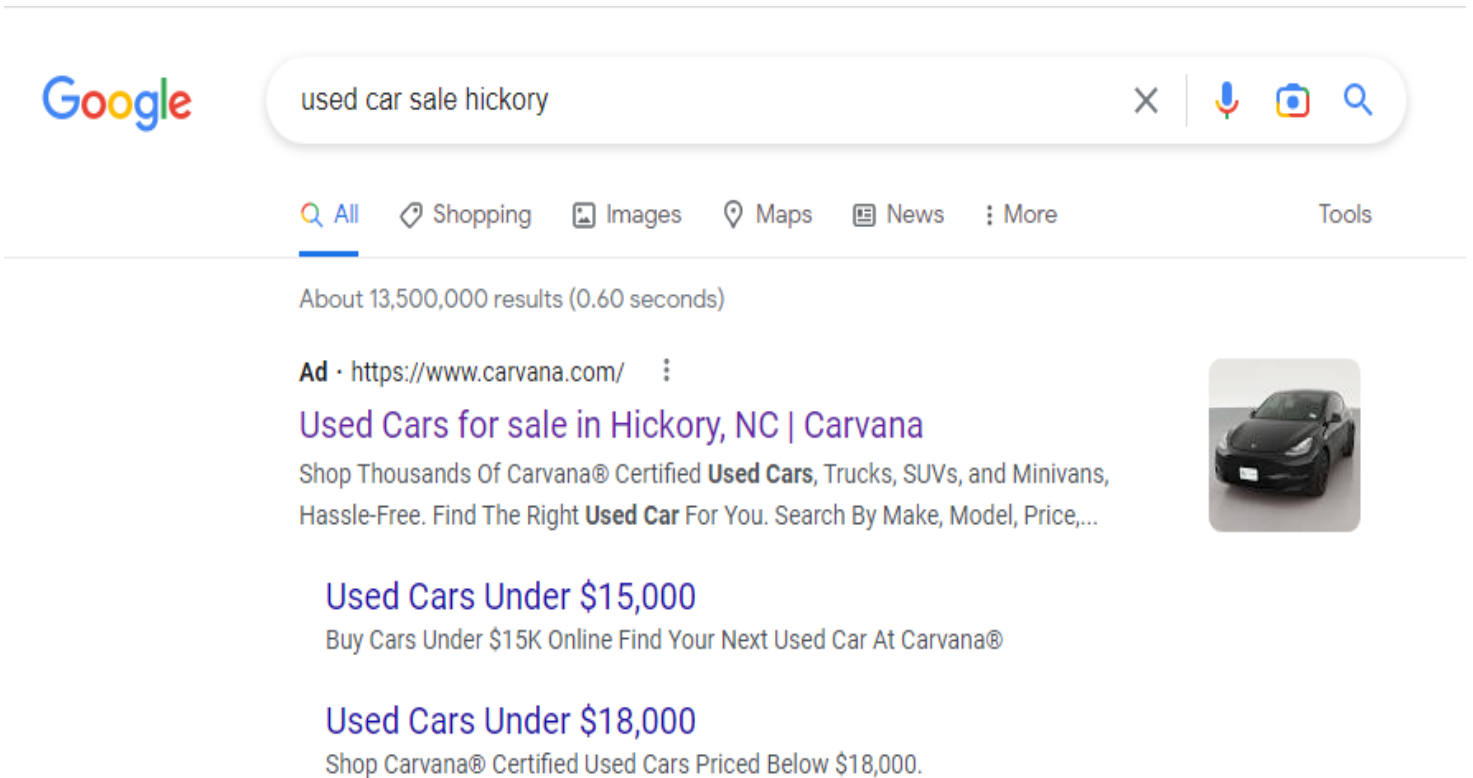 Google
used car sale hickory
All Shopping Images Maps News More Tools
About 13,500,000 results (0.60 seconds)
Ad · https://www.carvana.com/
Used Cars for sale in Hickory, NC | Carvana
Shop Thousands Of Carvana® Certified Used Cars, Trucks, SUVs, and Minivans,
Hassle-Free. Find The Right Used Car For You. Search By Make, Model, Price,...
Used Cars Under $15,000
Buy Cars Under $15K Online Find Your Next Used Car At Carvana®
Used Cars Under $18,000
Shop Carvana® Certified Used Cars Priced Below $18,000.